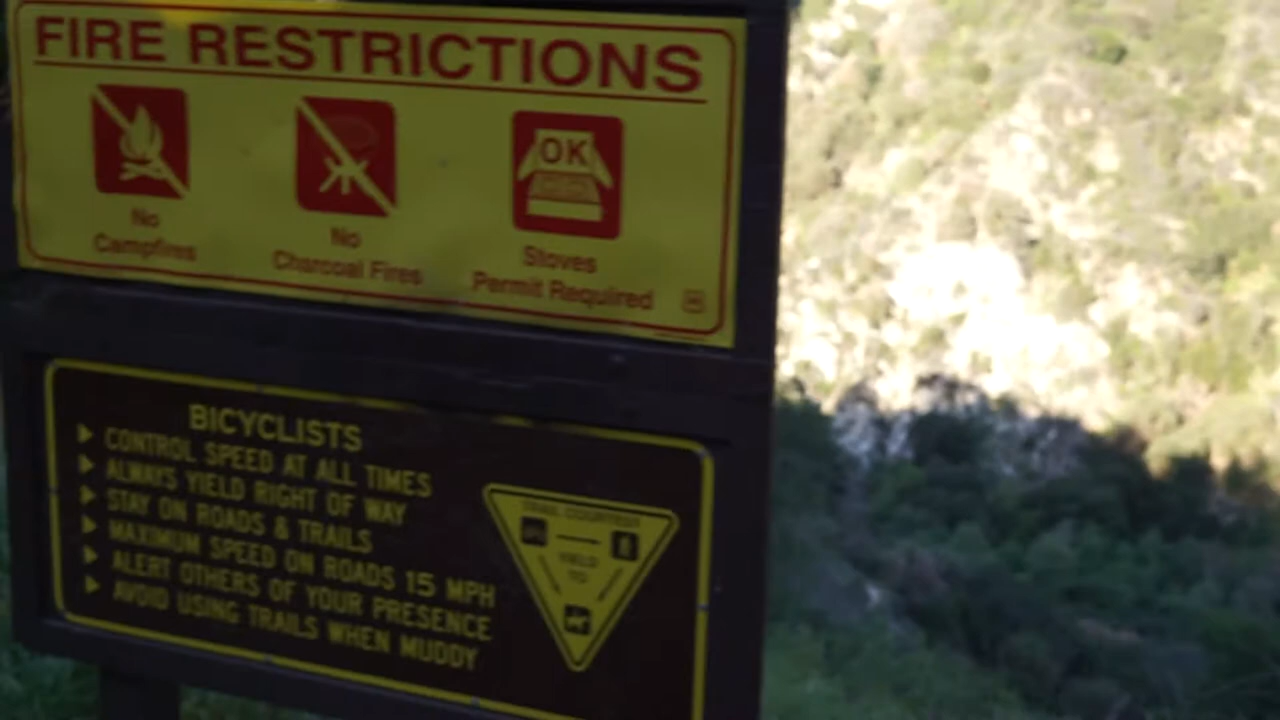 FIRE RESTRICTIONS
OK
No
Campfires
No
Charcoal Fires
Stoves
Permit Required
BICYCLISTS
CONTROL SPEED AT ALL TIMES
ALWAYS YIELD RIGHT OF WAY
STAY ON ROADS & TRAILS
MAXIMUM SPEED ON ROADS 15 MPH
ALERT OTHERS OF YOUR PRESENCE
AVOID USING TRAILS WHEN MUDDY
TRAIL COURTESY
YIELD
TO